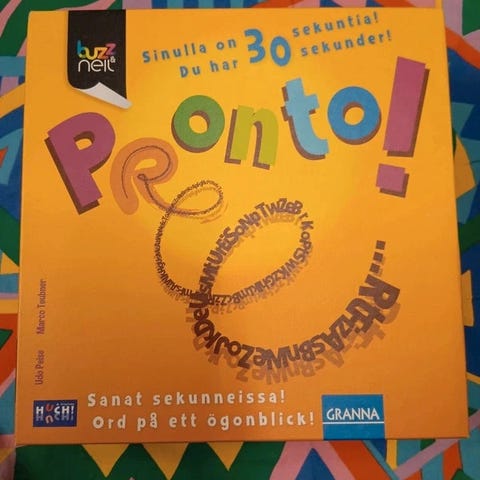 buzz
& neil
Sinulla on 30 sekuntia!
Du har 30 sekunder!
Pronto!
Udo Peise Marco Teubner
HUCH!
Sanat sekunneissa!
Ord på ett ögonblick!
GRANNA